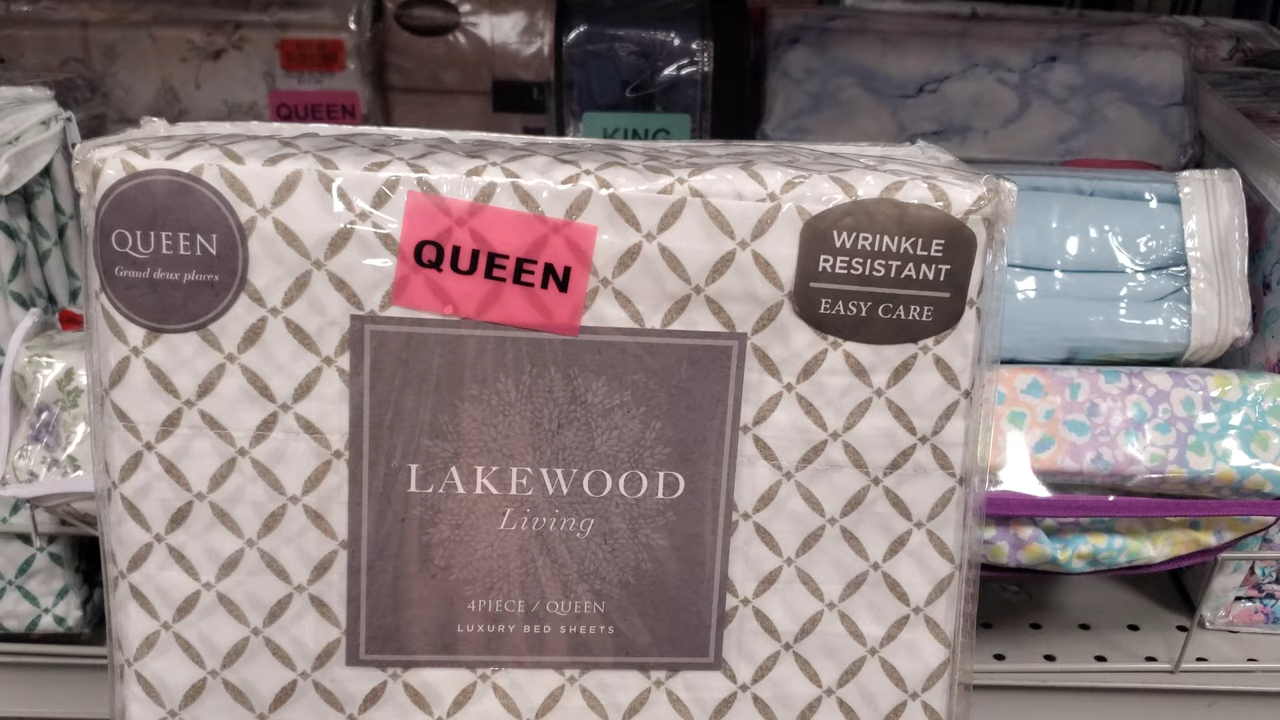 QUEEN
KING
QUEEN
Grand deux places
QUEEN
WRINKLE
RESISTANT
EASY CARE
LAKEWOOD
Living
4PIECE / QUEEN
LUXURY BED SHEETS